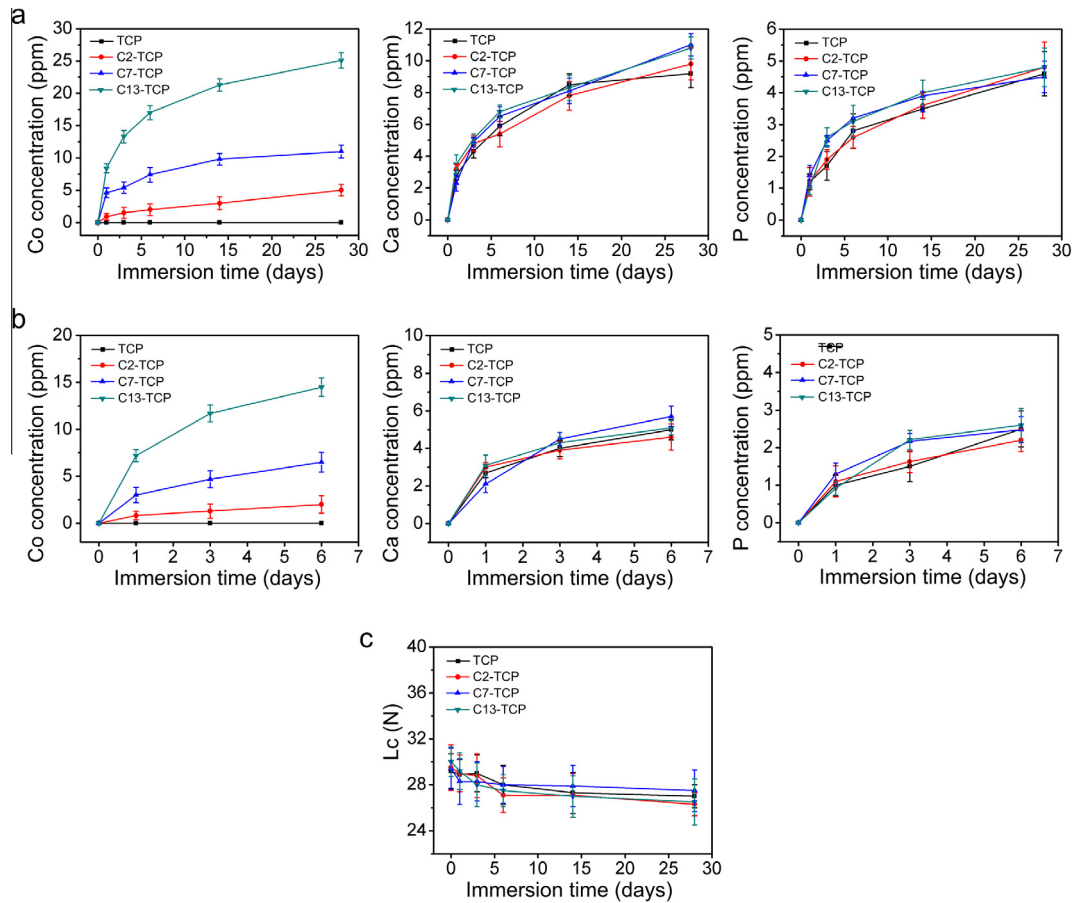 a
Co concentration (ppm)
30
25
20
15
10
5
0
TCP
C2-TCP
C7-TCP
C13-TCP
0 5 10 15 20 25 30
Immersion time (days)
Ca concentration (ppm)
12
10
8
6
4
2
0
TCP
C2-TCP
C7-TCP
C13-TCP
0 5 10 15 20 25 30
Immersion time (days)
P concentration (ppm)
6
5
4
3
2
1
0
TCP
C2-TCP
C7-TCP
C13-TCP
0 5 10 15 20 25 30
Immersion time (days)
b
Co concentration (ppm)
20
15
10
5
0
TCP
C2-TCP
C7-TCP
C13-TCP
0 1 2 3 4 5 6 7
Immersion time (days)
Ca concentration (ppm)
10
8
6
4
2
0
TCP
C2-TCP
C7-TCP
C13-TCP
0 1 2 3 4 5 6 7
Immersion time (days)
P concentration (ppm)
5
4
3
2
1
0
TCP
C2-TCP
C7-TCP
C13-TCP
0 1 2 3 4 5 6 7
Immersion time (days)
c
Lc (N)
40
36
32
28
24
TCP
C2-TCP
C7-TCP
C13-TCP
0 5 10 15 20 25 30
Immersion time (days)